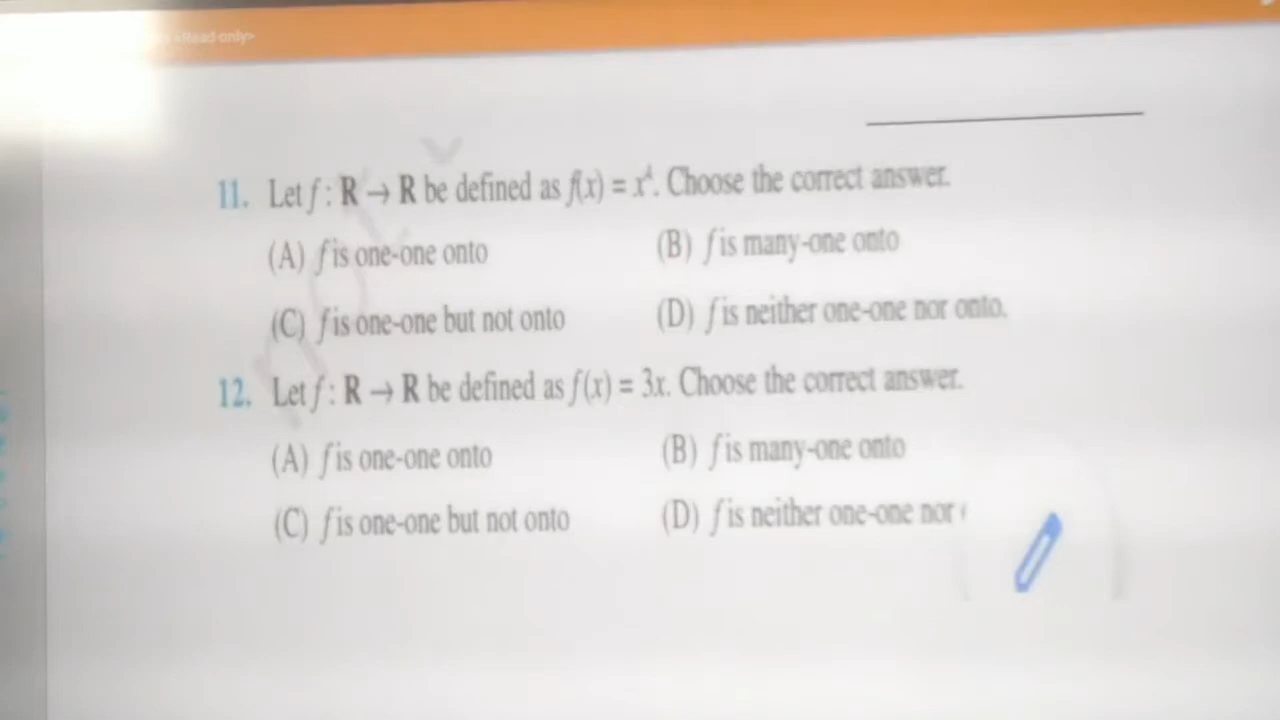 <Read-only>
11. Let f : R → R be defined as f(x) = x⁴. Choose the correct answer.
(A) f is one-one onto (B) f is many-one onto
(C) f is one-one but not onto (D) f is neither one-one nor onto.
12. Let f : R → R be defined as f(x) = 3x. Choose the correct answer.
(A) f is one-one onto (B) f is many-one onto
(C) f is one-one but not onto (D) f is neither one-one nor